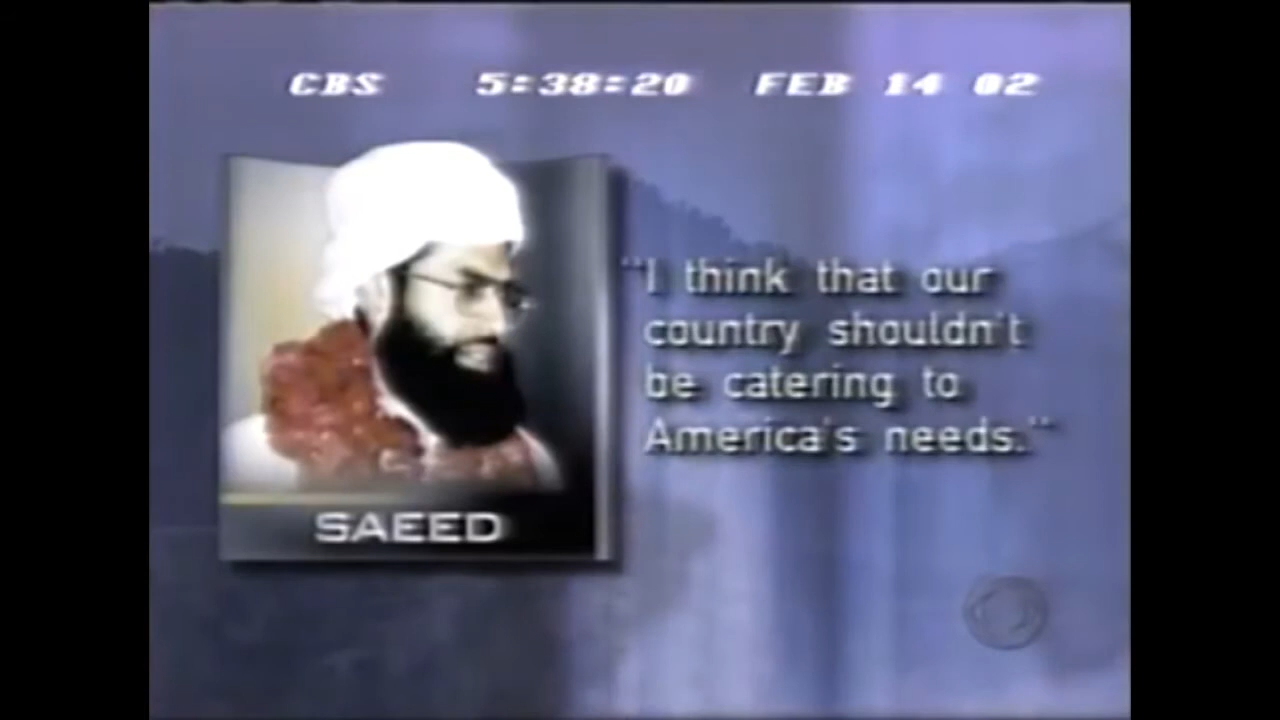 CBS 5:38:20 FEB 14 02
"I think that our
country shouldn't
be catering to
America's needs."
SAEED